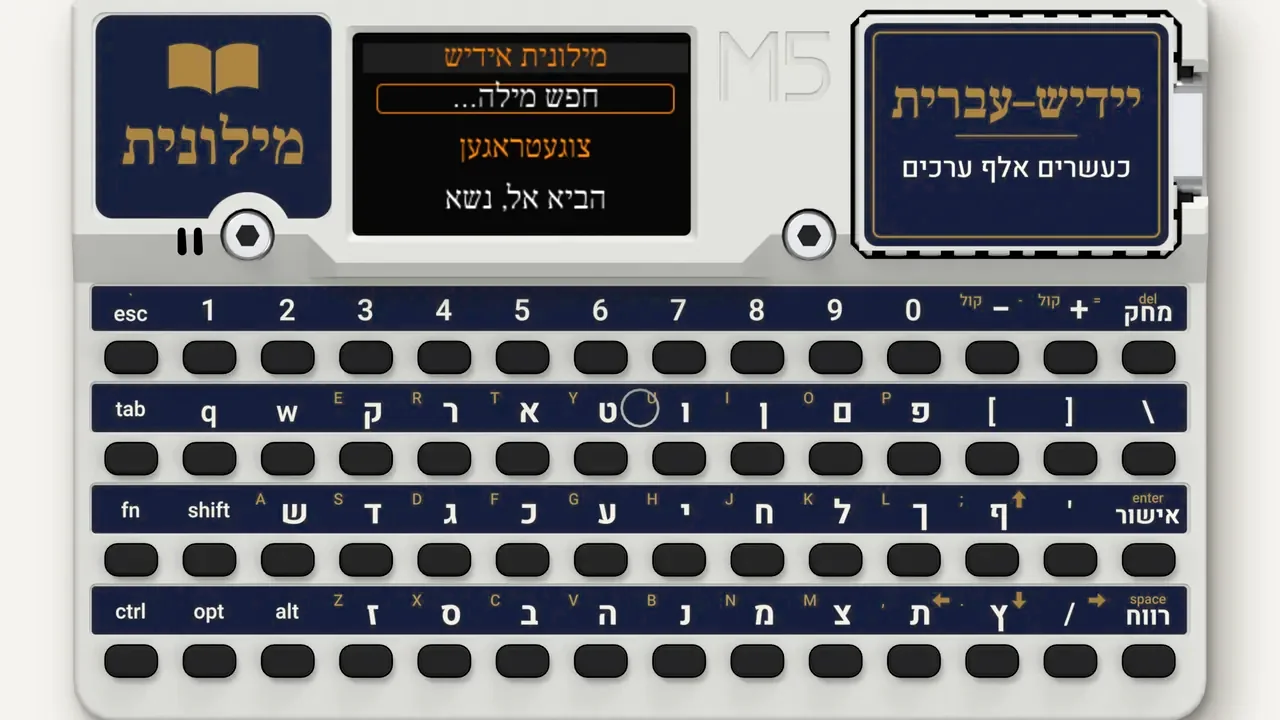 מילונית
מילונית אידיש
חפש מילה...
צוגעטראגען
הביא אל, נשא
M5
יידיש–עברית
כעשרים אלף ערכים
esc ` 1 2 3 4 5 6 7 8 9 0 קול - – קול = + del מחק
tab q w E ק R ר T א Y ט U ו I ן O ם P פ [ ] \
fn shift A ש S ד D ג F כ G ע H י J ח K ל L ך ; ף ↑ ' enter אישור
ctrl opt alt Z ז X ס C ב V ה B נ N מ M צ , ת ← . ץ ↓ / → space רווח